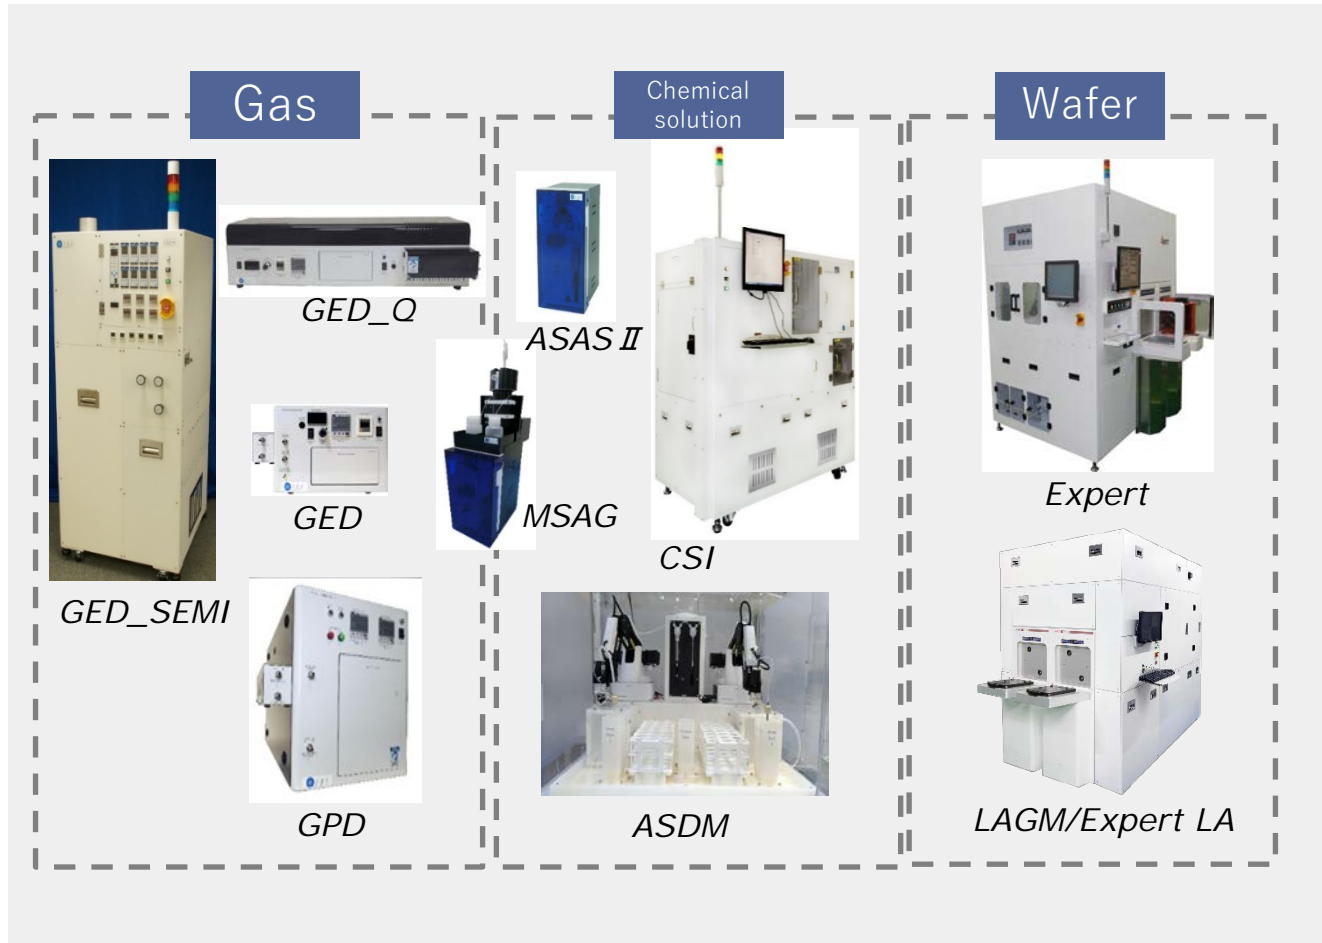 Gas
Chemical
solution
Wafer
GED_Q
ASAS Ⅱ
GED
MSAG
Expert
CSI
GED_SEMI
GPD
ASDM
LAGM/Expert LA